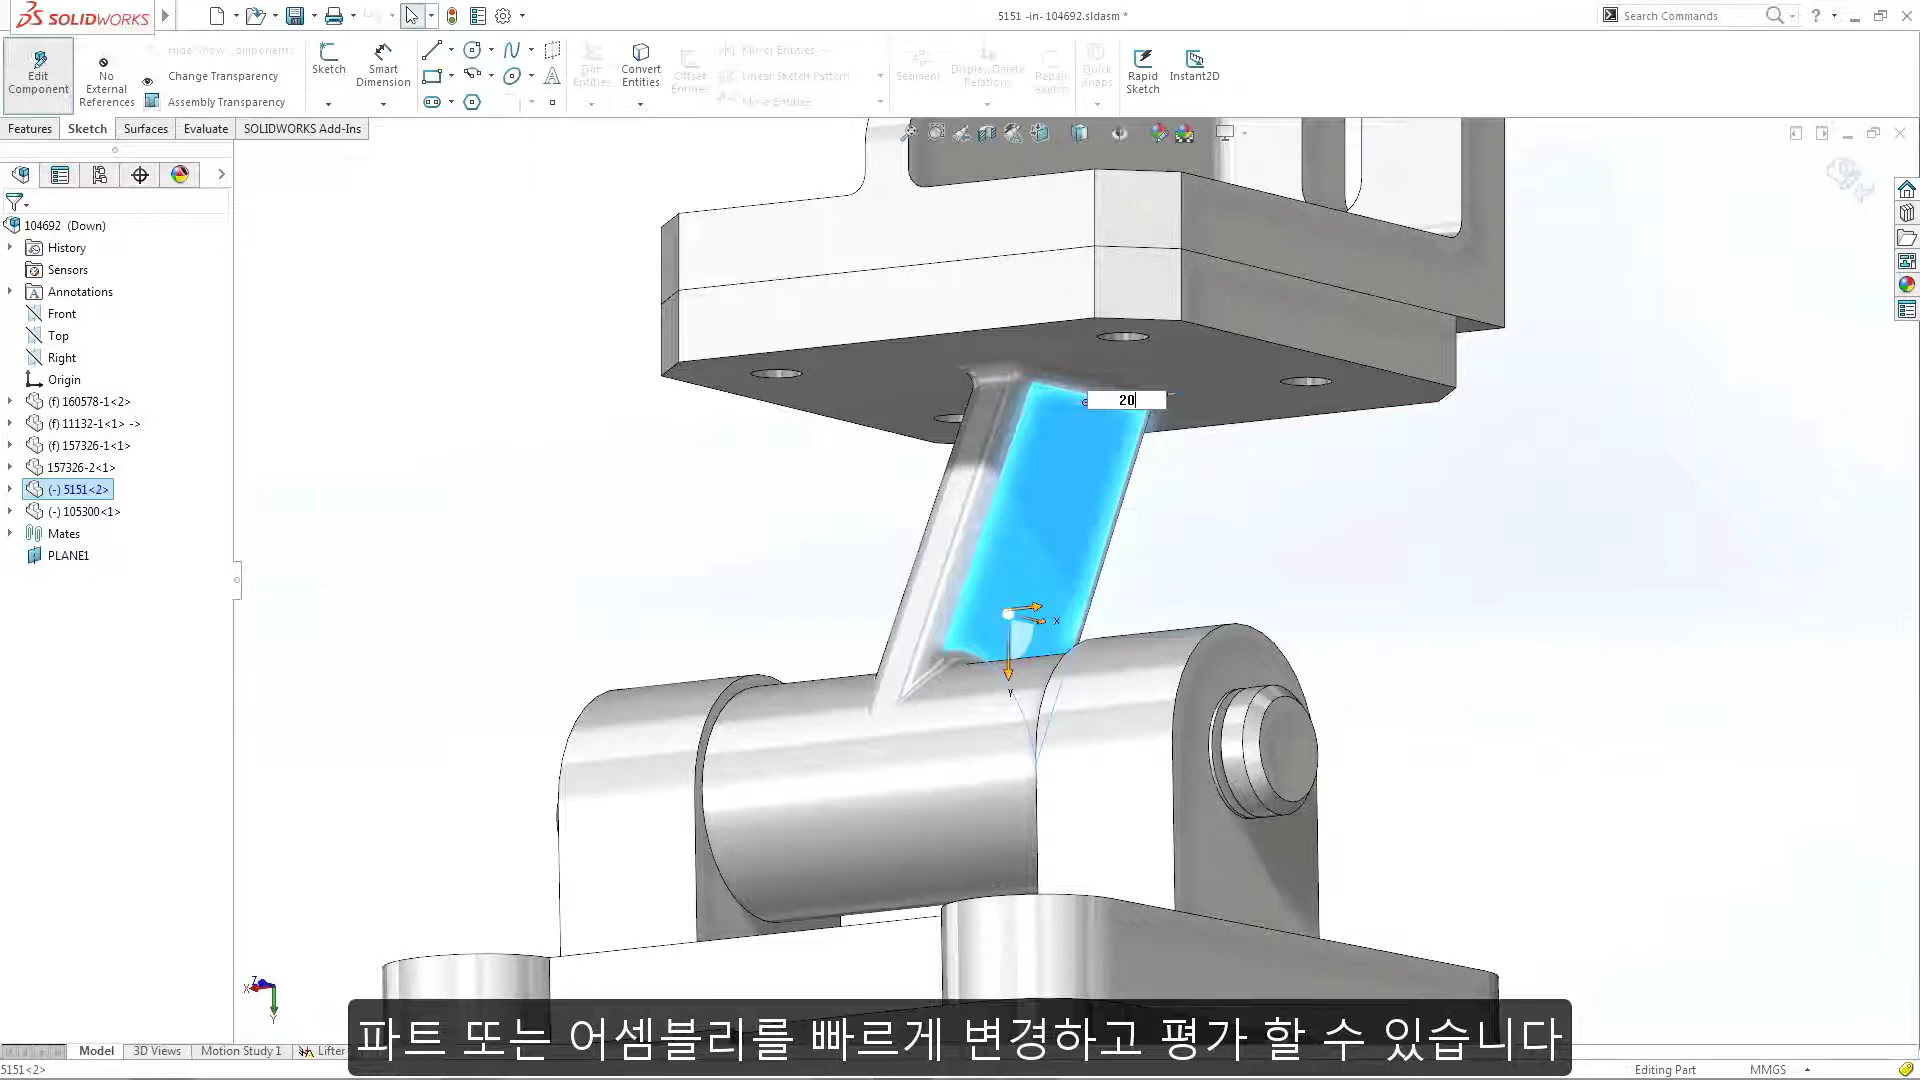 SOLIDWORKS
5151 -in- 104692.sldasm *
Search Commands
?
Edit Component
No External References
Hide Show Components
Change Transparency
Assembly Transparency
Sketch
Smart Dimension
Trim Entities
Convert Entities
Offset Entities
Mirror Entities
Linear Sketch Pattern
Move Entities
Segment
Display/Delete Relations
Repair Sketch
Quick Snaps
Rapid Sketch
Instant2D
Features
Sketch
Surfaces
Evaluate
SOLIDWORKS Add-Ins
104692 (Down)
History
Sensors
Annotations
Front
Top
Right
Origin
(f) 160578-1<2>
(f) 11132-1<1> ->
(f) 157326-1<1>
157326-2<1>
(-) 5151<2>
(-) 105300<1>
Mates
PLANE1
20
X
Y
Z
X
Y
파트 또는 어셈블리를 빠르게 변경하고 평가 할 수 있습니다
Model
3D Views
Motion Study 1
Lifter
5151<2>
Editing Part
MMGS